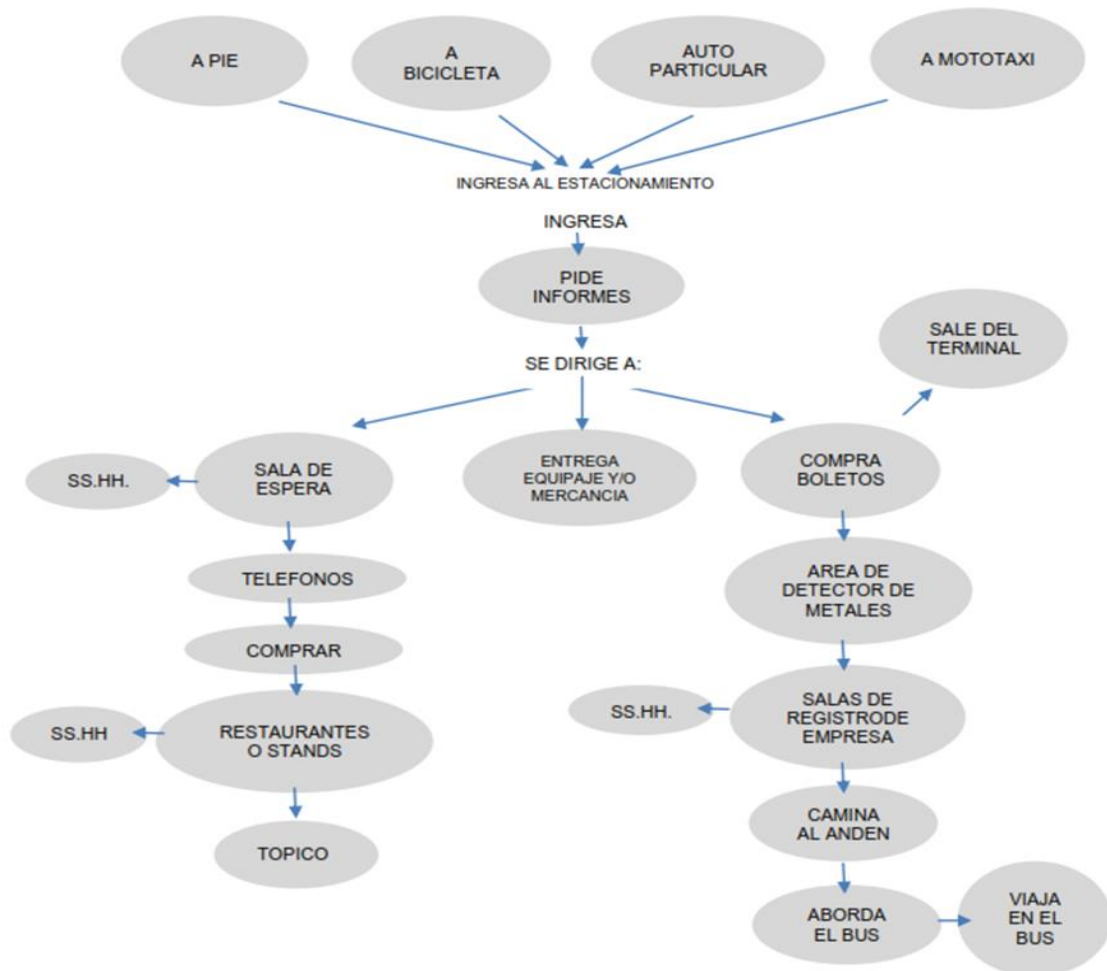 A PIE
A
BICICLETA
AUTO
PARTICULAR
A MOTOTAXI
INGRESA AL ESTACIONAMIENTO
INGRESA
PIDE
INFORMES
SE DIRIGE A:
SALE DEL
TERMINAL
SS.HH.
SALA DE
ESPERA
ENTREGA
EQUIPAJE Y/O
MERCANCIA
COMPRA
BOLETOS
TELEFONOS
COMPRAR
SS.HH
RESTAURANTES
O STANDS
TOPICO
AREA DE
DETECTOR DE
METALES
SS.HH.
SALAS DE
REGISTRODE
EMPRESA
CAMINA
AL ANDEN
ABORDA
EL BUS
VIAJA
EN EL
BUS